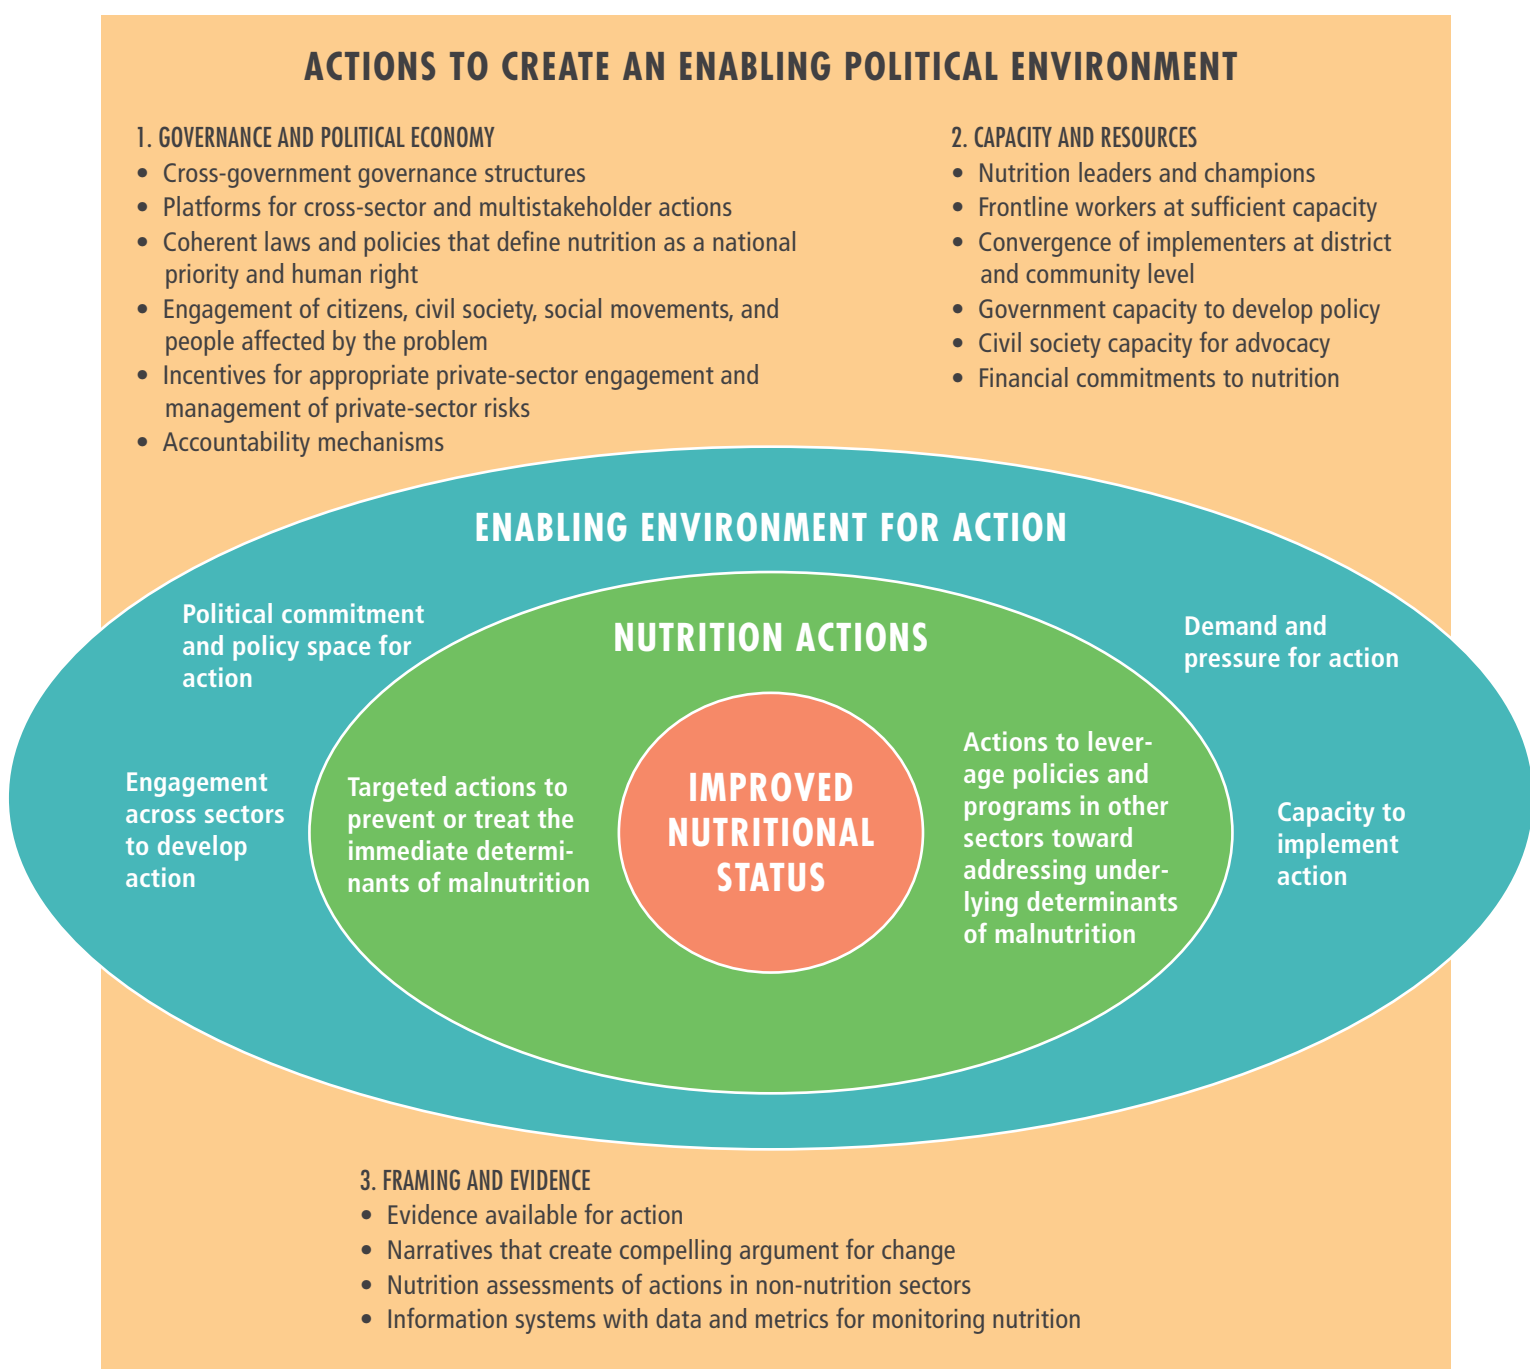 ACTIONS TO CREATE AN ENABLING POLITICAL ENVIRONMENT
1. GOVERNANCE AND POLITICAL ECONOMY
• Cross-government governance structures
• Platforms for cross-sector and multistakeholder actions
• Coherent laws and policies that define nutrition as a national
priority and human right
• Engagement of citizens, civil society, social movements, and
people affected by the problem
• Incentives for appropriate private-sector engagement and
management of private-sector risks
• Accountability mechanisms
2. CAPACITY AND RESOURCES
• Nutrition leaders and champions
• Frontline workers at sufficient capacity
• Convergence of implementers at district
and community level
• Government capacity to develop policy
• Civil society capacity for advocacy
• Financial commitments to nutrition
ENABLING ENVIRONMENT FOR ACTION
Political commitment
and policy space for
action
Engagement
across sectors
to develop
action
Demand and
pressure for action
Capacity to
implement
action
NUTRITION ACTIONS
Targeted actions to
prevent or treat the
immediate determi-
nants of malnutrition
IMPROVED
NUTRITIONAL
STATUS
Actions to lever-
age policies and
programs in other
sectors toward
addressing under-
lying determinants
of malnutrition
3. FRAMING AND EVIDENCE
• Evidence available for action
• Narratives that create compelling argument for change
• Nutrition assessments of actions in non-nutrition sectors
• Information systems with data and metrics for monitoring nutrition